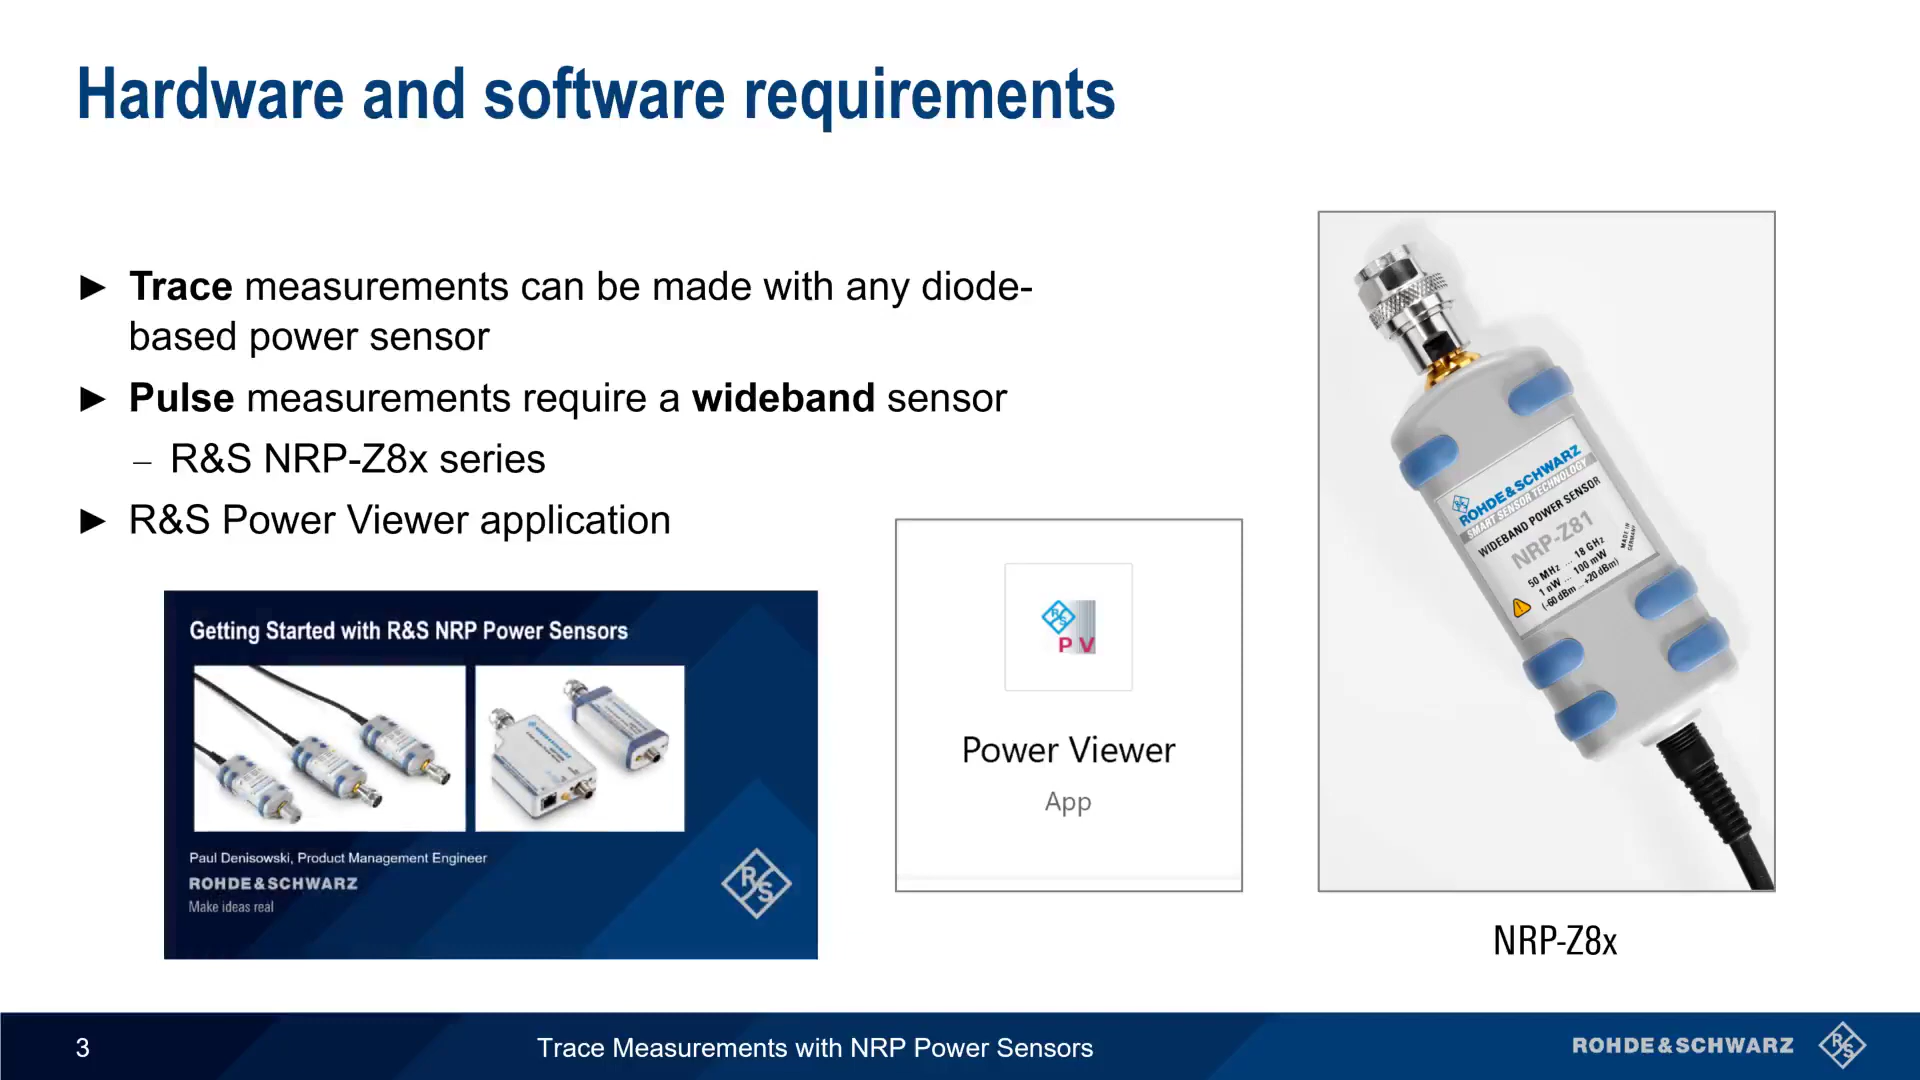 Hardware and software requirements
► Trace measurements can be made with any diode-
based power sensor
► Pulse measurements require a wideband sensor
– R&S NRP-Z8x series
► R&S Power Viewer application
Getting Started with R&S NRP Power Sensors
Paul Denisowski, Product Management Engineer
ROHDE&SCHWARZ
Make ideas real
R&S
R&S
PV
Power Viewer
App
ROHDE&SCHWARZ
SMART SENSOR TECHNOLOGY
WIDEBAND POWER SENSOR
NRP-Z81
50 MHz ... 18 GHz
1 nW ... 100 mW
(-60 dBm ...+20 dBm)
MADE IN
GERMANY
NRP-Z8x
3
Trace Measurements with NRP Power Sensors
ROHDE&SCHWARZ
R&S